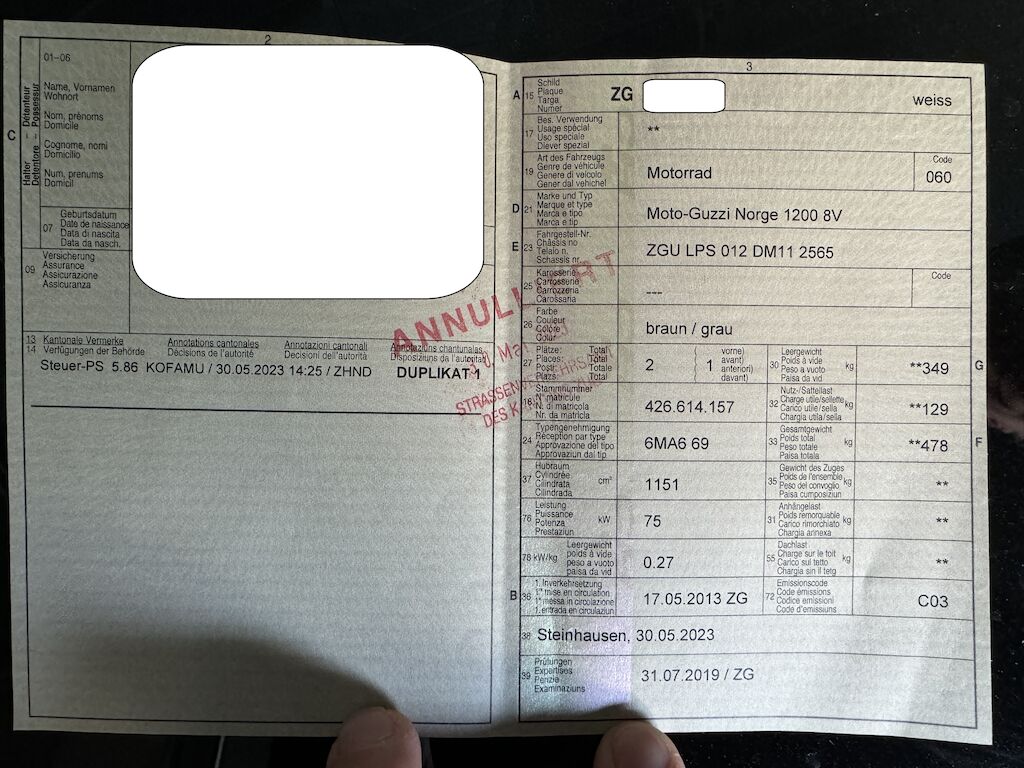 2
01-06
Name, Vornamen
Wohnort
Nom, prénoms
Domicile
Cognome, nomi
Domicilio
Num, prenums
Domicil
C
Halter Détenteur
Detentore Possessur
07
Geburtsdatum
Date de naissance
Data di nascita
Data da nasch.
09
Versicherung
Assurance
Assicurazione
Assicuranza
13 Kantonale Vermerke Annotations cantonales Annotazioni cantonali Annotaziuns chantunalas
14 Verfügungen der Behörde Décisions de l'autorité Decisioni dell'autorità Disposiziuns da l'autoritad
Steuer-PS 5.86 KOFAMU / 30.05.2023 14:25 / ZHND DUPLIKAT 1
ANNULLIERT
3
A 15
Schild
Plaque
Targa
Numer
ZG
weiss
17
Bes. Verwendung
Usage spécial
Uso speciale
Diever spezial
**
19
Art des Fahrzeugs
Genre de véhicule
Genere di veicolo
Gener dal vehichel
Motorrad
Code
060
D 21
Marke und Typ
Marque et type
Marca e tipo
Marca e tip
Moto-Guzzi Norge 1200 8V
E 23
Fahrgestell-Nr.
Châssis no
Telaio n.
Schassis nr.
ZGU LPS 012 DM11 2565
25
Karosserie
Carrosserie
Carrozzeria
Carossaria
---
Code
26
Farbe
Couleur
Colore
Colur
braun / grau
27
Plätze: Total
Places: Total
Posti: Totale
Plazs: Total
2
1
vorne)
avant)
anteriori)
davant)
30
Leergewicht
Poids à vide
Peso a vuoto
Paisa da vid
kg
**349
G
18
Stammnummer
N° matricule
N. di matricola
Nr. da matricla
426.614.157
32
Nutz-/Sattellast
Charge utile/sellette
Carico utile/sella
Chargia utila/sella
kg
**129
24
Typengenehmigung
Réception par type
Approvazione del tipo
Approvaziun dal tip
6MA6 69
33
Gesamtgewicht
Poids total
Peso totale
Paisa totala
kg
**478
F
37
Hubraum
Cylindrée
Cilindrata
Cilindrada
cm³
1151
35
Gewicht des Zuges
Poids de l'ensemble
Peso del convoglio
Paisa cumposiziun
kg
**
76
Leistung
Puissance
Potenza
Prestaziun
kW
75
31
Anhängelast
Poids remorquable
Carico rimorchiato
Chargia annexa
kg
**
78 kW/kg
Leergewicht
poids à vide
peso a vuoto
paisa da vid
0.27
55
Dachlast
Charge sur le toit
Carico sul tetto
Chargia sin il tetg
kg
**
B 36
1. Inverkehrsetzung
1re mise en circulation
1a messa in circolazione
1. entrada en circulaziun
17.05.2013 ZG
72
Emissionscode
Code émissions
Codice emissioni
Code d'emissiuns
C03
38
Steinhausen, 30.05.2023
39
Prüfungen
Expertises
Perizie
Examinaziuns
31.07.2019 / ZG